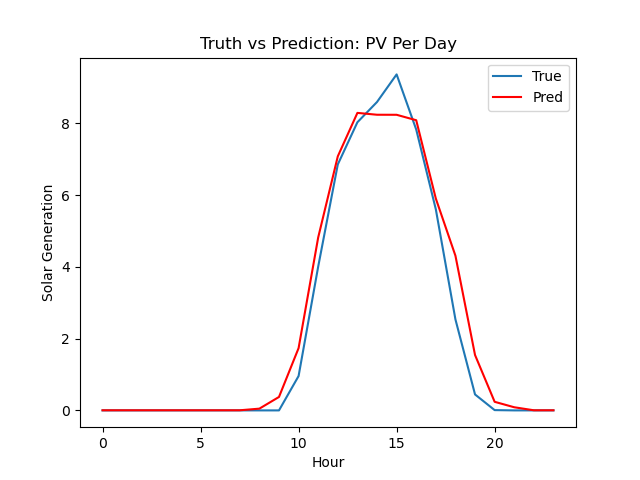 Truth vs Prediction: PV Per Day
True
Pred
8
6
4
2
0
Solar Generation
0 5 10 15 20
Hour